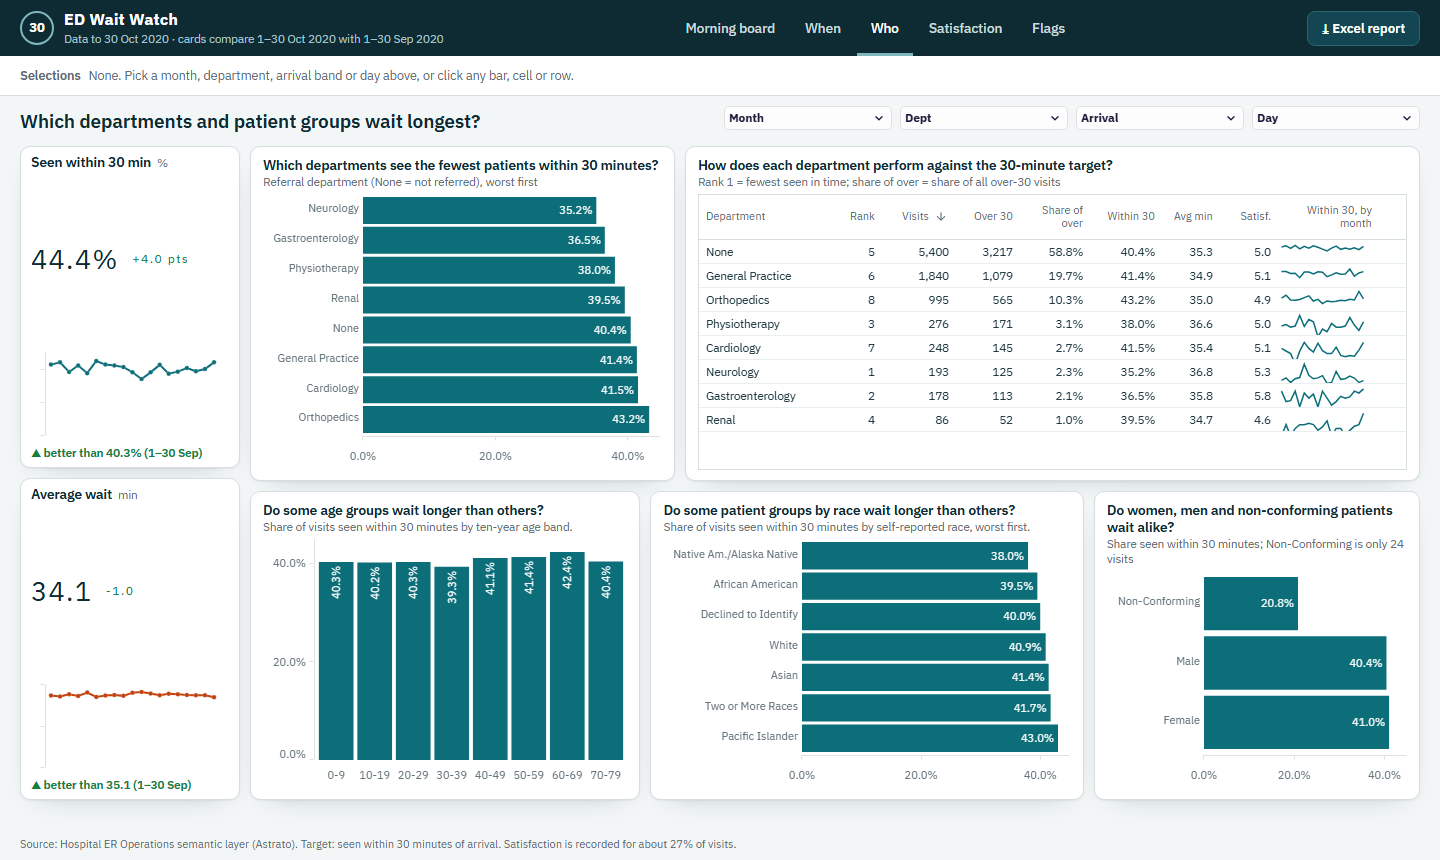 30
ED Wait Watch
Data to 30 Oct 2020 · cards compare 1–30 Oct 2020 with 1–30 Sep 2020
Morning board When Who Satisfaction Flags
Excel report
Selections None. Pick a month, department, arrival band or day above, or click any bar, cell or row.
Which departments and patient groups wait longest?
Month Dept Arrival Day
Seen within 30 min %
44.4% +4.0 pts
▲ better than 40.3% (1–30 Sep)
Average wait min
34.1 -1.0
▲ better than 35.1 (1–30 Sep)
Which departments see the fewest patients within 30 minutes?
Referral department (None = not referred), worst first
Neurology 35.2%
Gastroenterology 36.5%
Physiotherapy 38.0%
Renal 39.5%
None 40.4%
General Practice 41.4%
Cardiology 41.5%
Orthopedics 43.2%
0.0% 20.0% 40.0%
How does each department perform against the 30-minute target?
Rank 1 = fewest seen in time; share of over = share of all over-30 visits
Department Rank Visits ↓ Over 30 Share of over Within 30 Avg min Satisf. Within 30, by month
None 5 5,400 3,217 58.8% 40.4% 35.3 5.0
General Practice 6 1,840 1,079 19.7% 41.4% 34.9 5.1
Orthopedics 8 995 565 10.3% 43.2% 35.0 4.9
Physiotherapy 3 276 171 3.1% 38.0% 36.6 5.0
Cardiology 7 248 145 2.7% 41.5% 35.4 5.1
Neurology 1 193 125 2.3% 35.2% 36.8 5.3
Gastroenterology 2 178 113 2.1% 36.5% 35.8 5.8
Renal 4 86 52 1.0% 39.5% 34.7 4.6
Do some age groups wait longer than others?
Share of visits seen within 30 minutes by ten-year age band.
40.0%
20.0%
0.0%
40.3% 40.2% 40.3% 39.3% 41.1% 41.4% 42.4% 40.4%
0-9 10-19 20-29 30-39 40-49 50-59 60-69 70-79
Do some patient groups by race wait longer than others?
Share of visits seen within 30 minutes by self-reported race, worst first.
Native Am./Alaska Native 38.0%
African American 39.5%
Declined to Identify 40.0%
White 40.9%
Asian 41.4%
Two or More Races 41.7%
Pacific Islander 43.0%
0.0% 20.0% 40.0%
Do women, men and non-conforming patients
wait alike?
Share seen within 30 minutes; Non-Conforming is only 24
visits
Non-Conforming 20.8%
Male 40.4%
Female 41.0%
0.0% 20.0% 40.0%
Source: Hospital ER Operations semantic layer (Astrato). Target: seen within 30 minutes of arrival. Satisfaction is recorded for about 27% of visits.